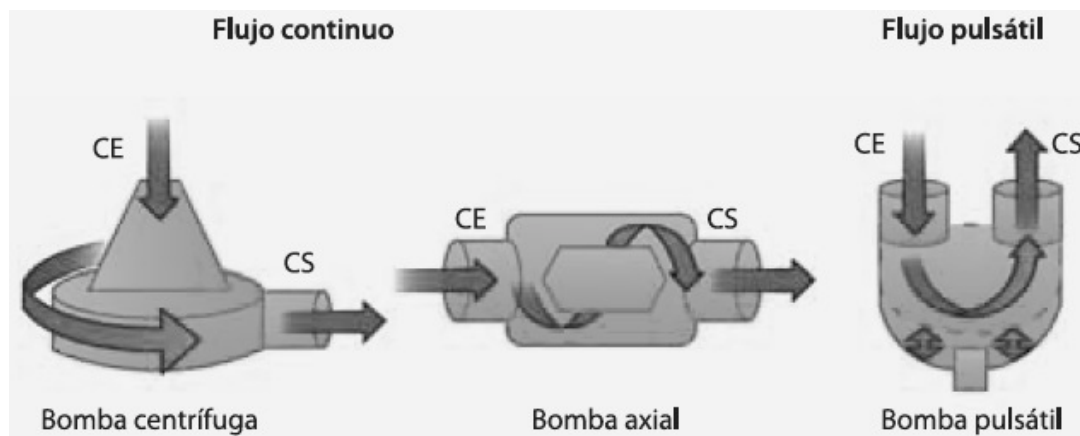 Flujo continuo
Flujo pulsátil
CE
CS
CE
CS
CE
CS
Bomba centrífuga
Bomba axial
Bomba pulsátil